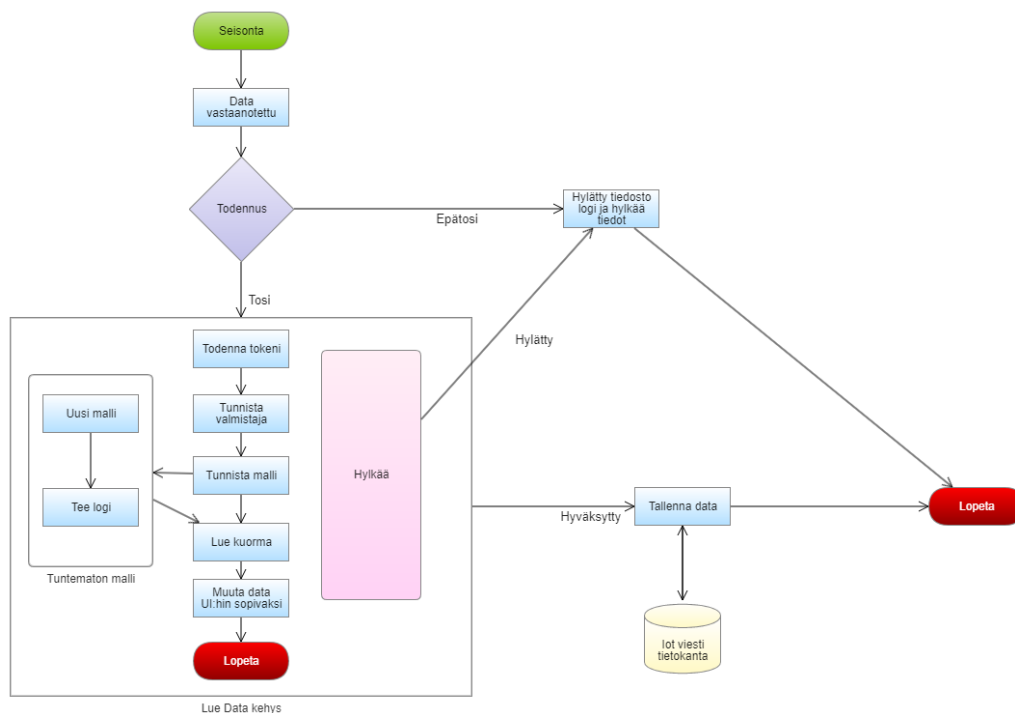 Seisonta
Data
vastaanotettu
Todennus
Epätosi
Hylätty tiedosto
logi ja hylkää
tiedot
Tosi
Todenna tokeni
Hylätty
Uusi malli
Tunnista
valmistaja
Tunnista malli
Hylkää
Tee logi
Lue kuorma
Hyväksytty
Tallenna data
Lopeta
Tuntematon malli
Muuta data
UI:hin sopivaksi
Iot viesti
tietokanta
Lopeta
Lue Data kehys